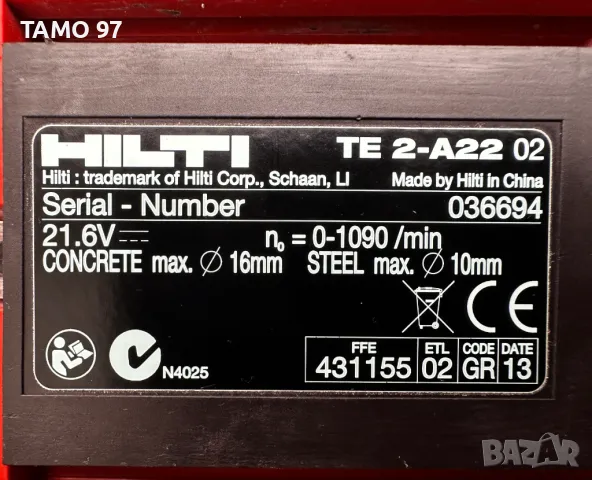 TAMO 97
HILTI TE 2-A22 02
Hilti : trademark of Hilti Corp., Schaan, LI Made by Hilti in China
Serial - Number 036694
21.6V n₀ = 0-1090 /min
CONCRETE max. ∅ 16mm STEEL max. ∅ 10mm
CE
N4025
FFE ETL CODE DATE
431155 02 GR 13
BAZAR